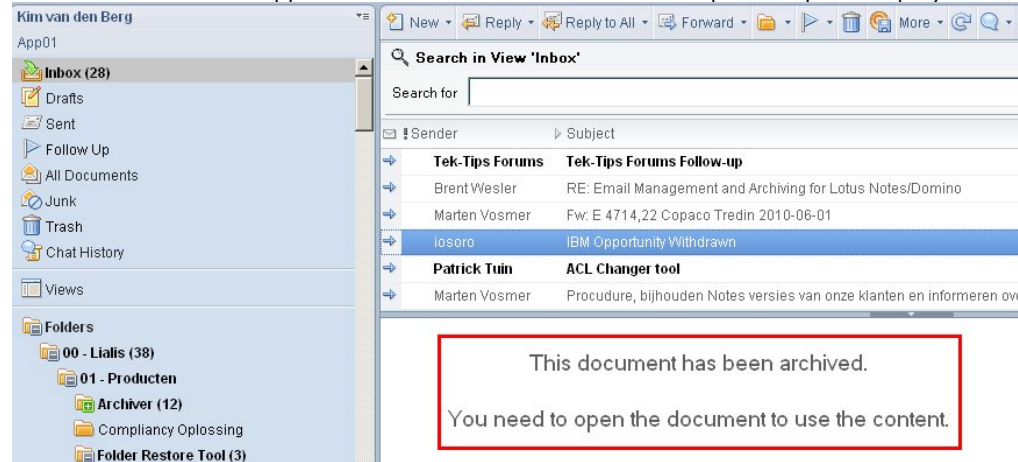 Kim van den Berg
App01
Inbox (28)
Drafts
Sent
Follow Up
All Documents
Junk
Trash
Chat History
Views
Folders
00 - Lialis (38)
01 - Producten
Archiver (12)
Compliancy Oplossing
Folder Restore Tool (3)
New Reply Reply to All Forward More
Search in View 'Inbox'
Search for
! Sender Subject
Tek-Tips Forums Tek-Tips Forums Follow-up
Brent Wesler RE: Email Management and Archiving for Lotus Notes/Domino
Marten Vosmer Fw: E 4714,22 Copaco Tredin 2010-06-01
iosoro IBM Opportunity Withdrawn
Patrick Tuin ACL Changer tool
Marten Vosmer Procudure, bijhouden Notes versies van onze klanten en informeren ov
This document has been archived.
You need to open the document to use the content.